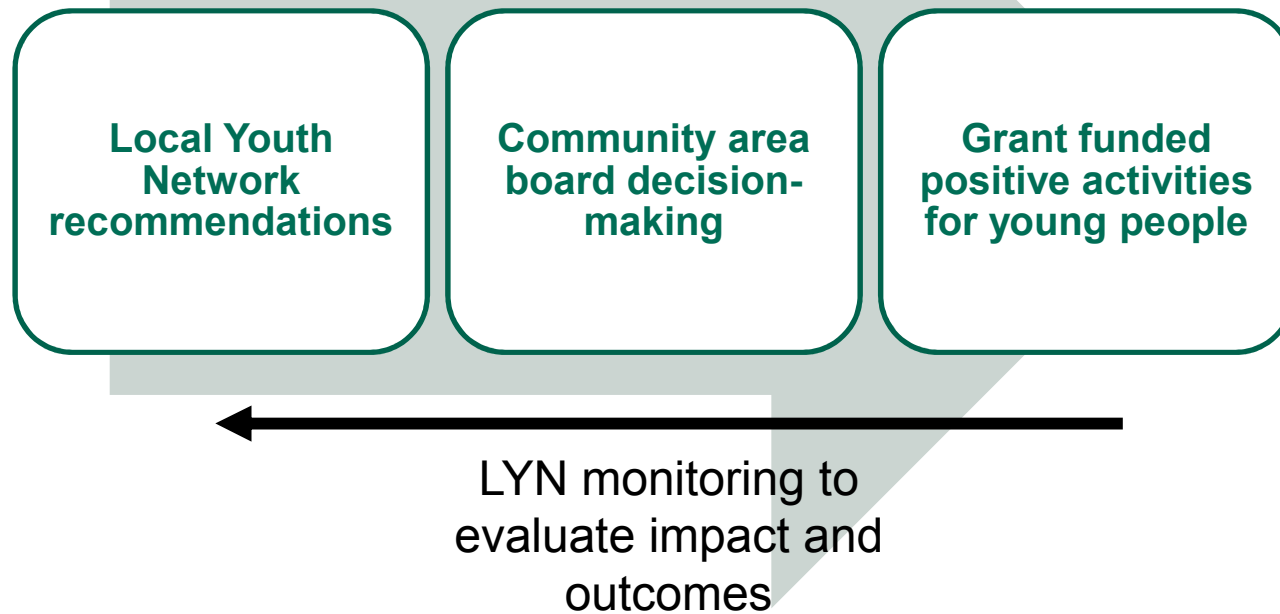 Local Youth
Network
recommendations
Community area
board decision-
making
Grant funded
positive activities
for young people
LYN monitoring to
evaluate impact and
outcomes